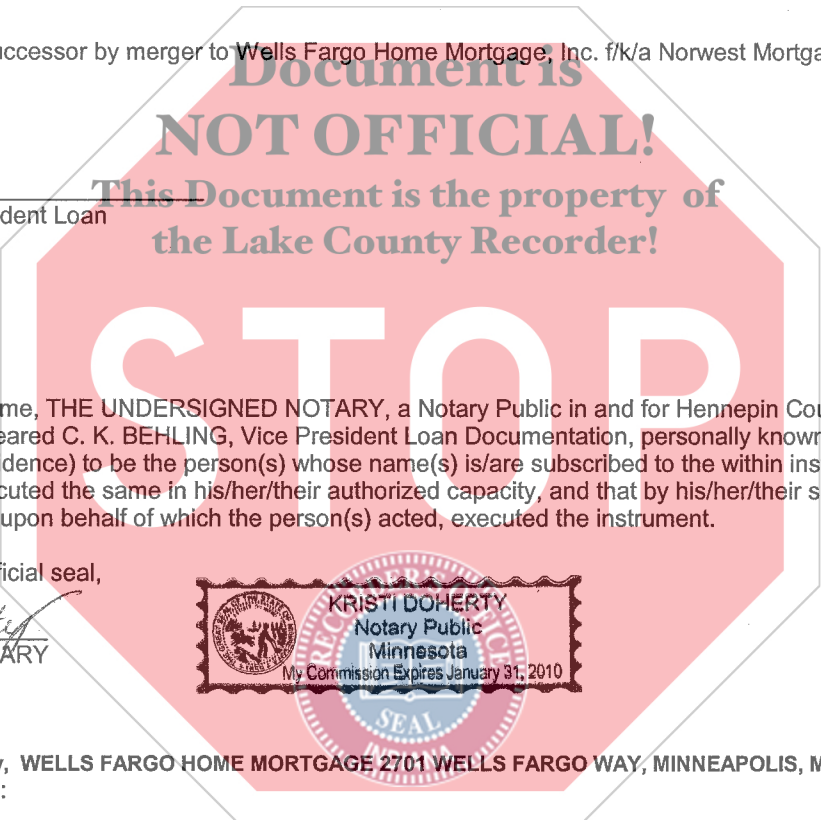 uccessor by merger to Wells Fargo Home Mortgage, Inc. f/k/a Norwest Mortga
Document is
NOT OFFICIAL!
This Document is the property of
dent Loan
the Lake County Recorder!
STOP
me, THE UNDERSIGNED NOTARY, a Notary Public in and for Hennepin Cou
eared C. K. BEHLING, Vice President Loan Documentation, personally known
dence) to be the person(s) whose name(s) is/are subscribed to the within ins
cuted the same in his/her/their authorized capacity, and that by his/her/their s
upon behalf of which the person(s) acted, executed the instrument.
ficial seal,
KRISTI DOHERTY
Notary Public
Minnesota
My Commission Expires January 31, 2010
ARY
SEAL
INDIANA
, WELLS FARGO HOME MORTGAGE 2701 WELLS FARGO WAY, MINNEAPOLIS, M
: